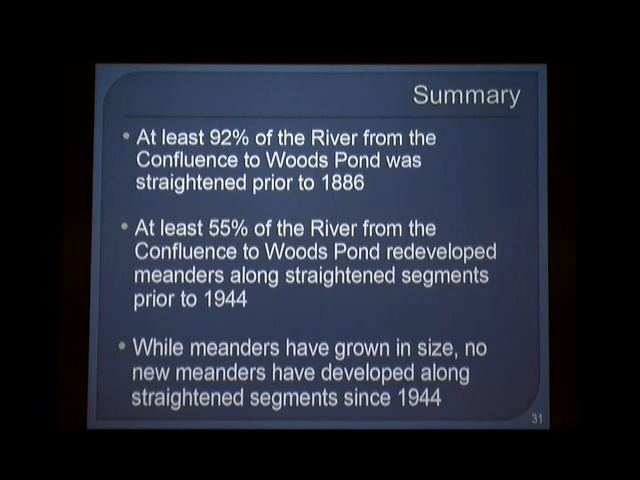 Summary
• At least 92% of the River from the
Confluence to Woods Pond was
straightened prior to 1886
• At least 55% of the River from the
Confluence to Woods Pond redeveloped
meanders along straightened segments
prior to 1944
• While meanders have grown in size, no
new meanders have developed along
straightened segments since 1944
31